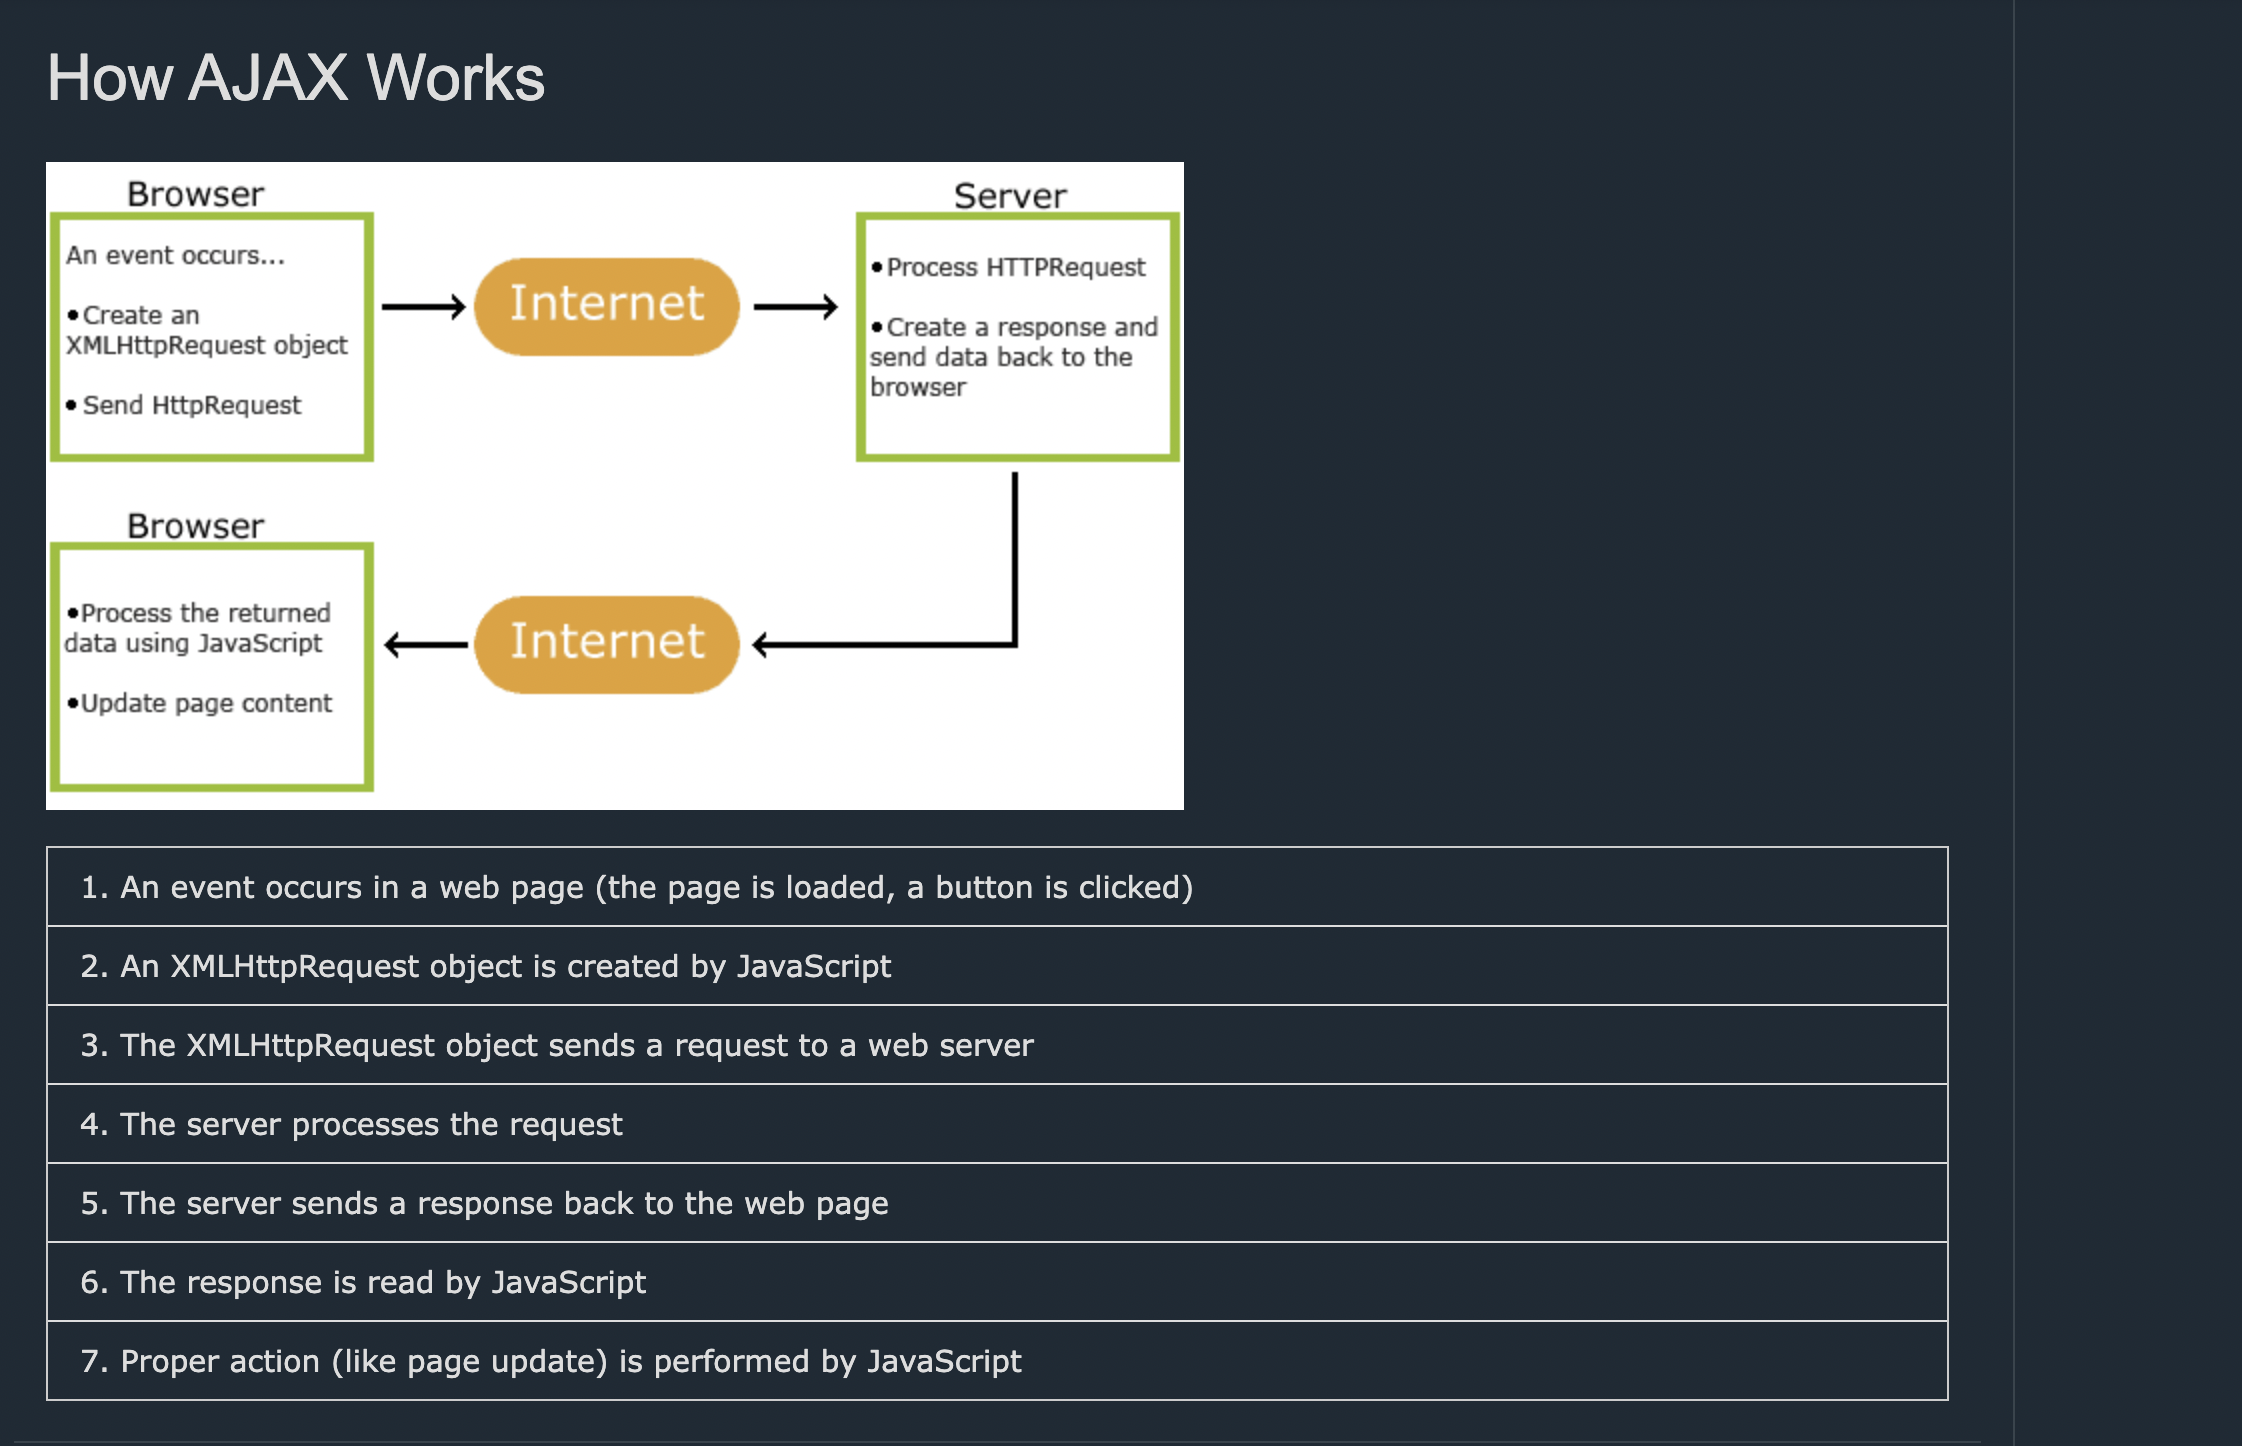 How AJAX Works
Browser
An event occurs...
•Create an
XMLHttpRequest object
• Send HttpRequest
Internet
Server
•Process HTTPRequest
•Create a response and
send data back to the
browser
Browser
•Process the returned
data using JavaScript
•Update page content
Internet
1. An event occurs in a web page (the page is loaded, a button is clicked)
2. An XMLHttpRequest object is created by JavaScript
3. The XMLHttpRequest object sends a request to a web server
4. The server processes the request
5. The server sends a response back to the web page
6. The response is read by JavaScript
7. Proper action (like page update) is performed by JavaScript